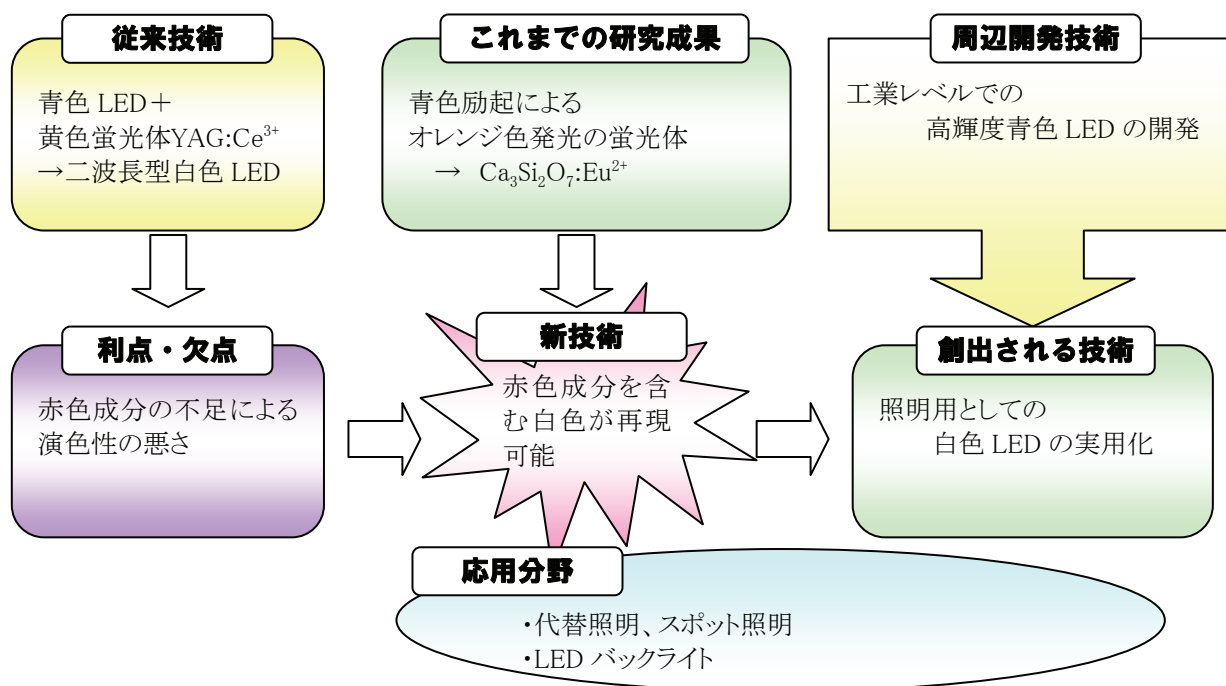 従来技術
青色 LED＋
黄色蛍光体YAG:Ce³⁺
→二波長型白色 LED
これまでの研究成果
青色励起による
オレンジ色発光の蛍光体
→ Ca₃Si₂O₇:Eu²⁺
周辺開発技術
工業レベルでの
高輝度青色 LED の開発
利点・欠点
赤色成分の不足による
演色性の悪さ
新技術
赤色成分を含
む白色が再現
可能
創出される技術
照明用としての
白色 LED の実用化
応用分野
・代替照明、スポット照明
・LED バックライト